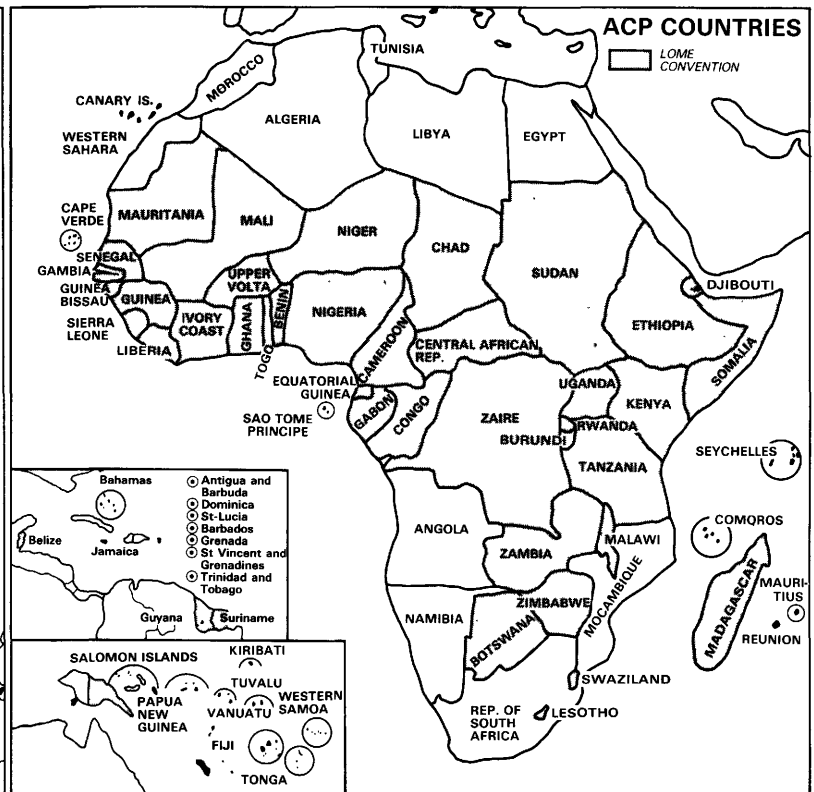 ACP COUNTRIES
LOME
CONVENTION
TUNISIA
MOROCCO
CANARY IS.
ALGERIA
LIBYA
EGYPT
WESTERN
SAHARA
CAPE
VERDE
MAURITANIA
MALI
NIGER
CHAD
SUDAN
SENEGAL
GAMBIA
GUINEA
BISSAU
GUINEA
UPPER
VOLTA
BENIN
NIGERIA
DJIBOUTI
ETHIOPIA
SOMALIA
SIERRA
LEONE
LIBERIA
IVORY
COAST
GHANA
TOGO
CAMEROON
CENTRAL AFRICAN
REP.
EQUATORIAL
GUINEA
SAO TOME
PRINCIPE
GABON
CONGO
ZAIRE
UGANDA
KENYA
RWANDA
BURUNDI
TANZANIA
SEYCHELLES
COMOROS
ANGOLA
ZAMBIA
MALAWI
MOCAMBIQUE
MADAGASCAR
MAURI-
TIUS
REUNION
NAMIBIA
ZIMBABWE
BOTSWANA
SWAZILAND
LESOTHO
REP. OF
SOUTH
AFRICA
Bahamas
Antigua and
Barbuda
Dominica
St-Lucia
Barbados
Grenada
St Vincent and
Grenadines
Trinidad and
Tobago
Belize
Jamaica
Guyana
Suriname
SALOMON ISLANDS
KIRIBATI
TUVALU
PAPUA
NEW
GUINEA
VANUATU
WESTERN
SAMOA
FIJI
TONGA